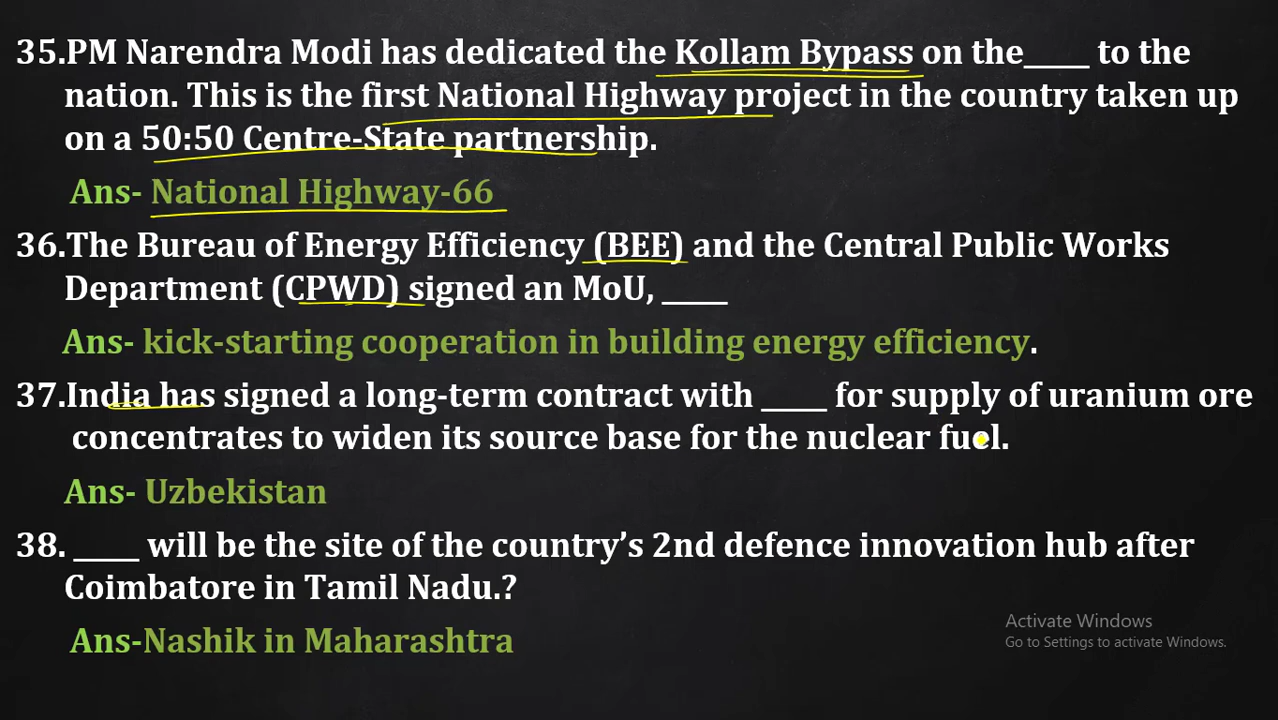 35.PM Narendra Modi has dedicated the Kollam Bypass on the_____ to the
nation. This is the first National Highway project in the country taken up
on a 50:50 Centre-State partnership.
Ans- National Highway-66
36.The Bureau of Energy Efficiency (BEE) and the Central Public Works
Department (CPWD) signed an MoU, _____
Ans- kick-starting cooperation in building energy efficiency.
37.India has signed a long-term contract with _____ for supply of uranium ore
concentrates to widen its source base for the nuclear fuel.
Ans- Uzbekistan
38. _____ will be the site of the country’s 2nd defence innovation hub after
Coimbatore in Tamil Nadu.?
Ans-Nashik in Maharashtra
Activate Windows
Go to Settings to activate Windows.